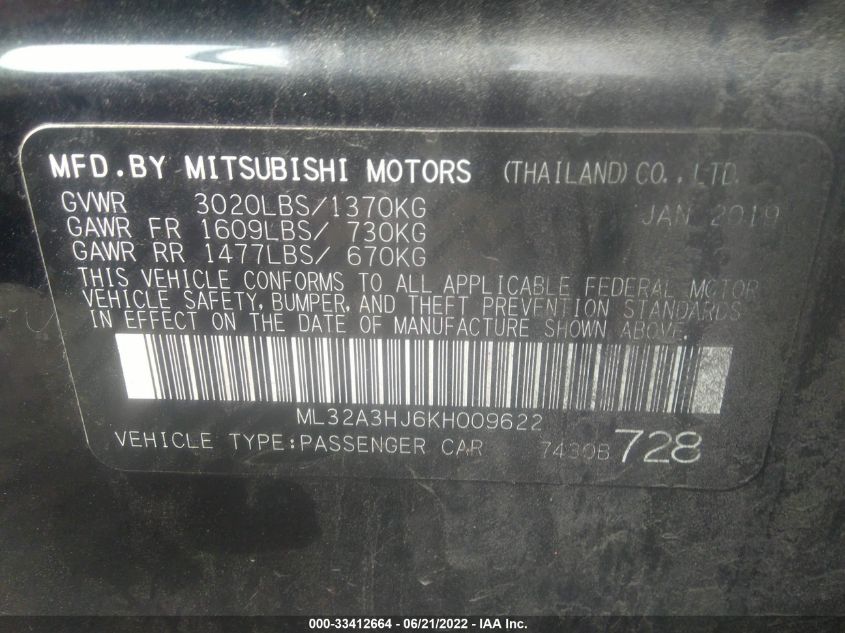 MFD.BY MITSUBISHI MOTORS (THAILAND) CO.,LTD.
GVWR 3020LBS/1370KG JAN 2019
GAWR FR 1609LBS/ 730KG
GAWR RR 1477LBS/ 670KG
THIS VEHICLE CONFORMS TO ALL APPLICABLE FEDERAL MOTOR
VEHICLE SAFETY, BUMPER, AND THEFT PREVENTION STANDARDS
IN EFFECT ON THE DATE OF MANUFACTURE SHOWN ABOVE.
ML32A3HJ6KH009622
VEHICLE TYPE:PASSENGER CAR 7430B 728
000-33412664 - 06/21/2022 - IAA Inc.